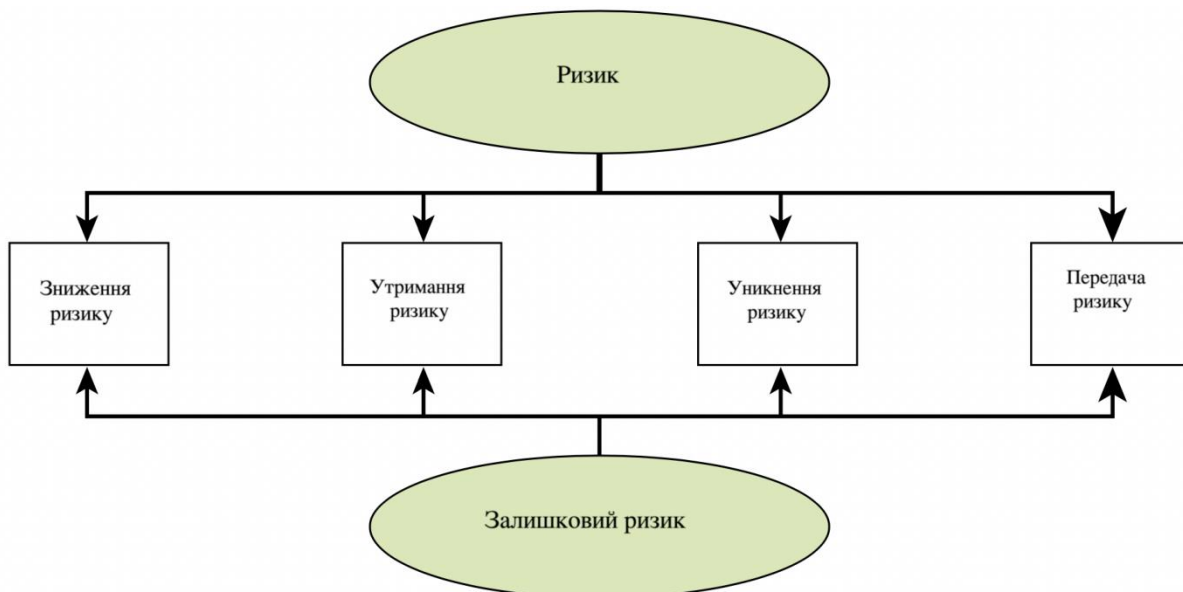 Ризик
Зниження
ризику
Утримання
ризику
Уникнення
ризику
Передача
ризику
Залишковий ризик